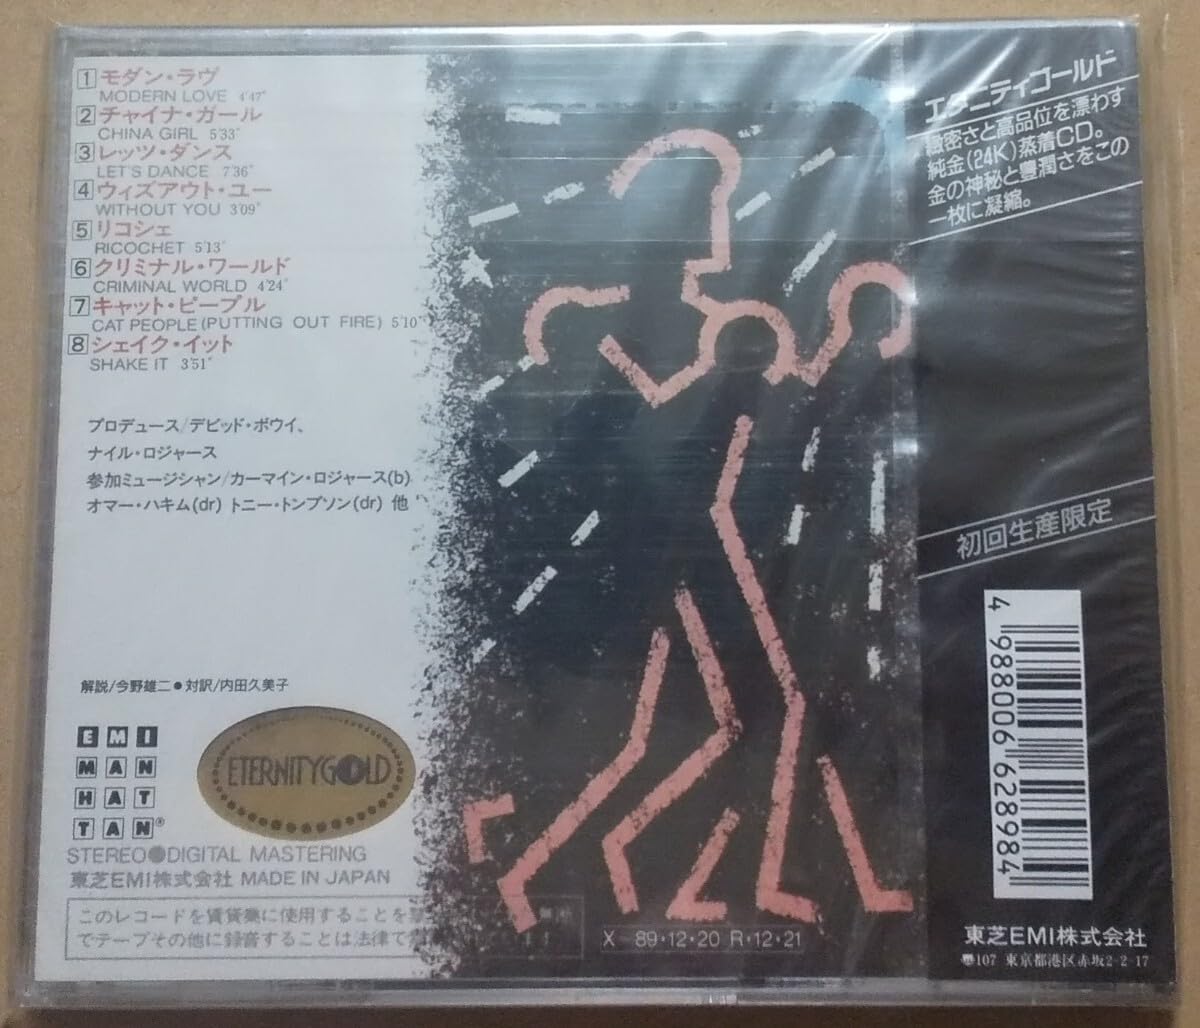 1 モダン・ラヴ
MODERN LOVE 4'47"
2 チャイナ・ガール
CHINA GIRL 5'33"
3 レッツ・ダンス
LET'S DANCE 7'36"
4 ウィズアウト・ユー
WITHOUT YOU 3'09"
5 リコシェ
RICOCHET 5'13"
6 クリミナル・ワールド
CRIMINAL WORLD 4'24"
7 キャット・ピープル
CAT PEOPLE (PUTTING OUT FIRE) 5'10"
8 シェイク・イット
SHAKE IT 3'51"
プロデュース/デビッド・ボウイ、
ナイル・ロジャース
参加ミュージシャン/カーマイン・ロジャース(b)
オマー・ハキム(dr) トニー・トンプソン(dr) 他
解説/今野雄二●対訳/内田久美子
EMI
MAN
HAT
TAN®
ETERNITYGOLD
STEREO●DIGITAL MASTERING
東芝EMI株式会社 MADE IN JAPAN
このレコードを賃貸業に使用することを
でテープその他に録音することは法律で
X-89・12・20 R・12・21
エタニティゴールド
緻密さと高品位を漂わす
純金(24K)蒸着CD。
金の神秘と豊潤さをこの
一枚に凝縮。
初回生産限定
4 988006 628984
東芝EMI株式会社
〠107 東京都港区赤坂2-2-17